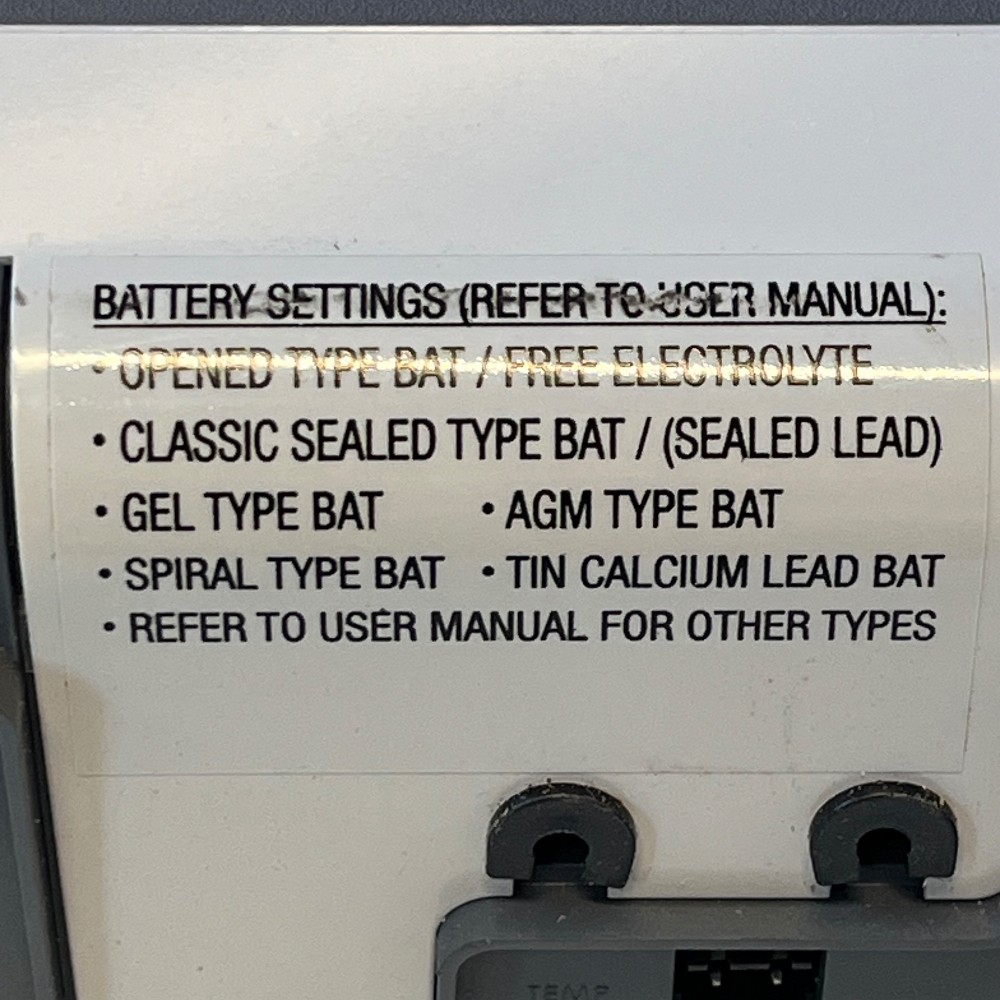 BATTERY SETTINGS (REFER TO USER MANUAL):
• OPENED TYPE BAT / FREE ELECTROLYTE
• CLASSIC SEALED TYPE BAT / (SEALED LEAD)
• GEL TYPE BAT • AGM TYPE BAT
• SPIRAL TYPE BAT • TIN CALCIUM LEAD BAT
• REFER TO USER MANUAL FOR OTHER TYPES
TEMP